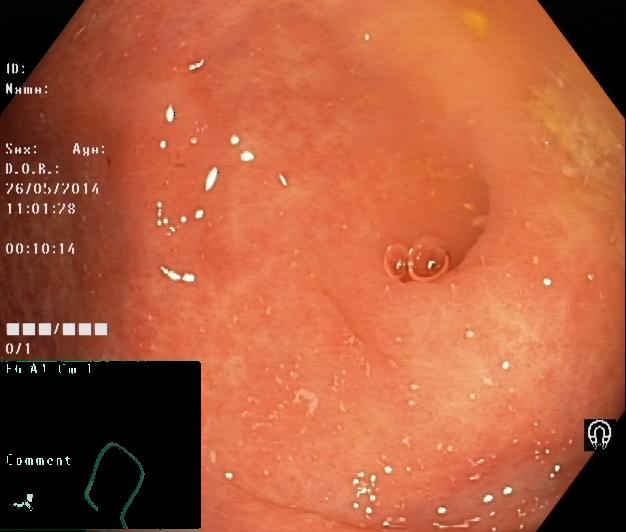 ID:
Name:
Sex: Age:
D.O.R.:
26/05/2014
11:01:28
00:10:14
■■■/■■■
0/1
Comment